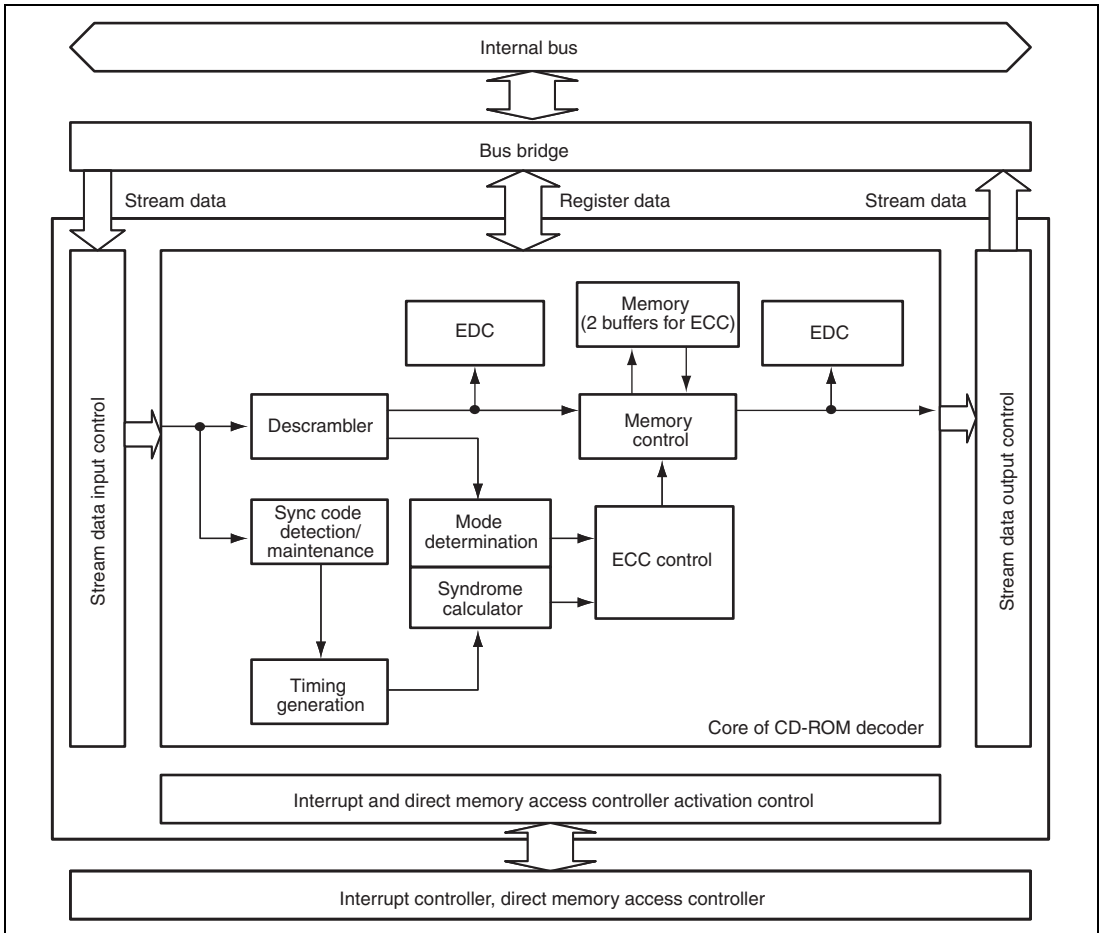 Internal bus
Bus bridge
Stream data
Register data
Stream data
Stream data input control
EDC
Memory
(2 buffers for ECC)
EDC
Descrambler
Memory
control
Sync code
detection/
maintenance
Mode
determination
Syndrome
calculator
ECC control
Timing
generation
Core of CD-ROM decoder
Stream data output control
Interrupt and direct memory access controller activation control
Interrupt controller, direct memory access controller